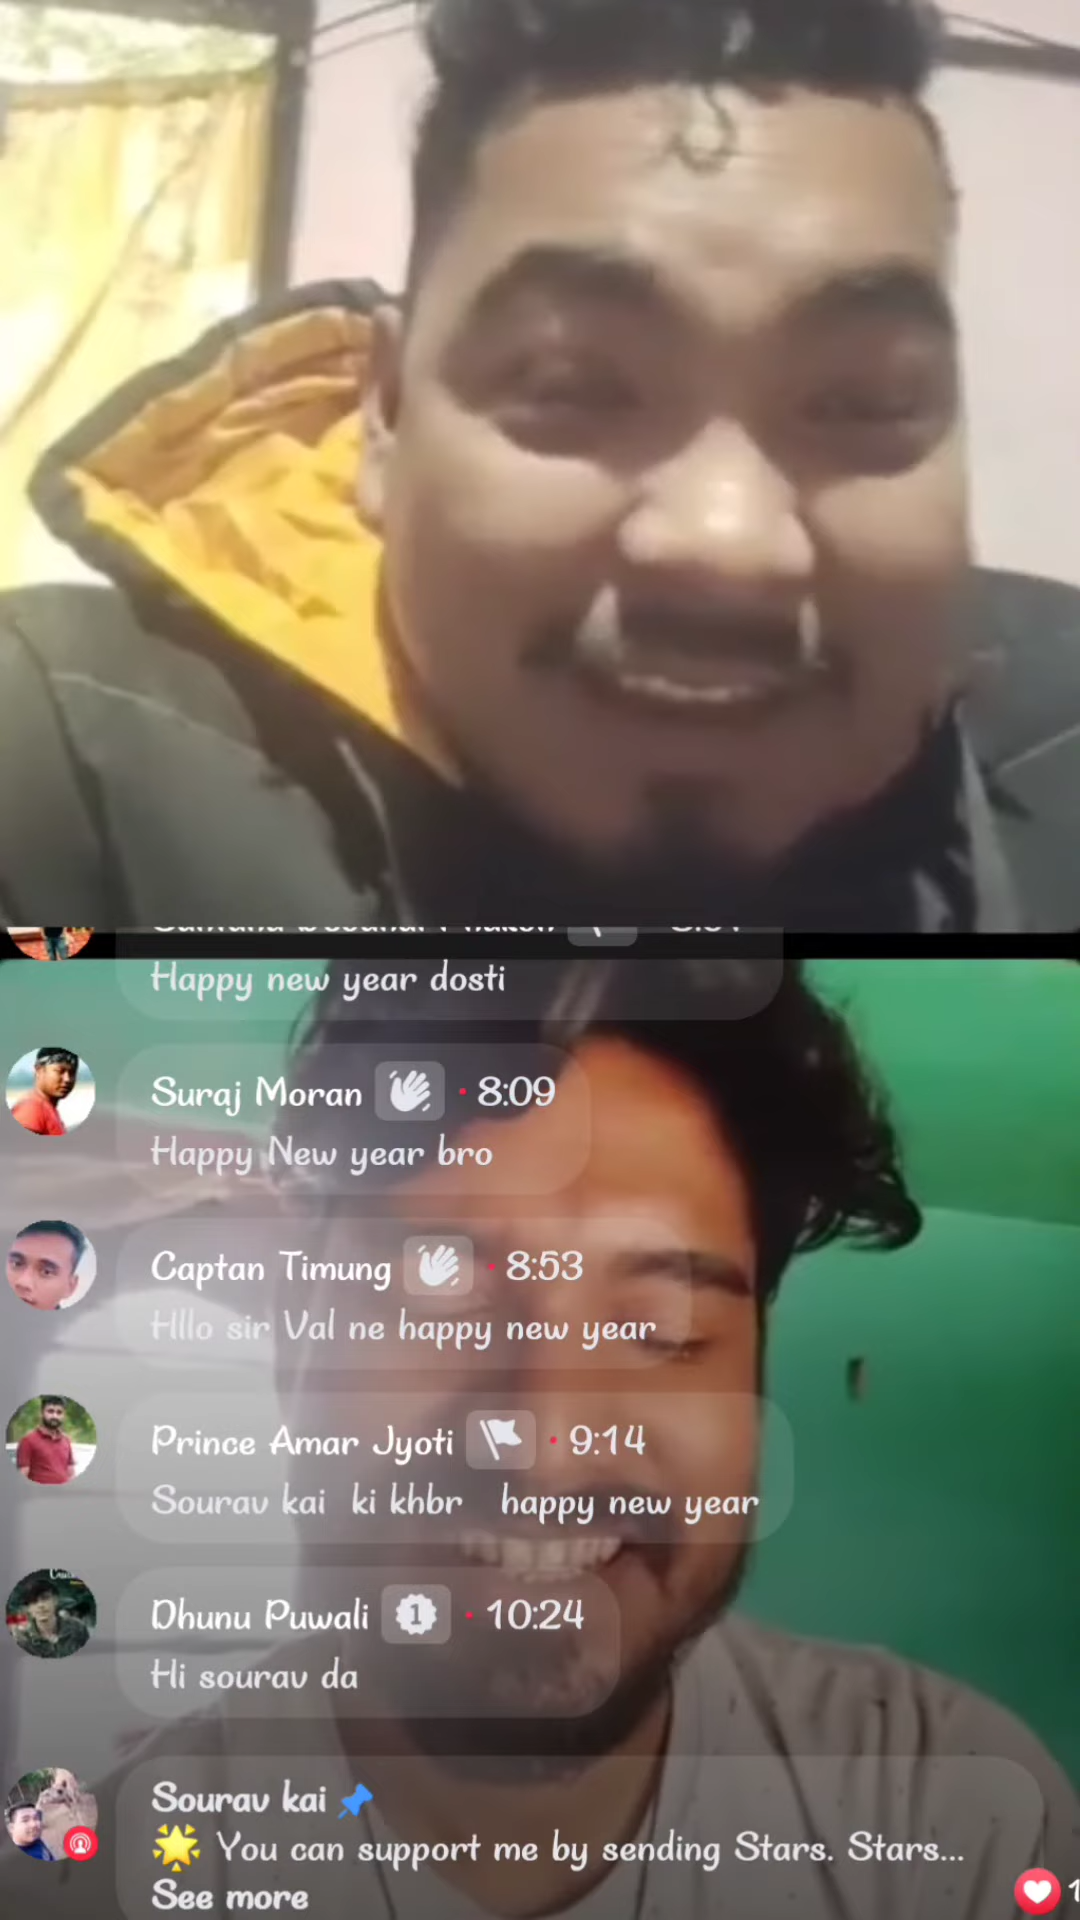 Happy new year dosti
Suraj Moran 8:09
Happy New year bro
Captan Timung 8:53
Hllo sir Val ne happy new year
Prince Amar Jyoti 9:14
Sourav kai ki khbr happy new year
Dhunu Puwali 1 10:24
Hi sourav da
Sourav kai
You can support me by sending Stars. Stars...
See more